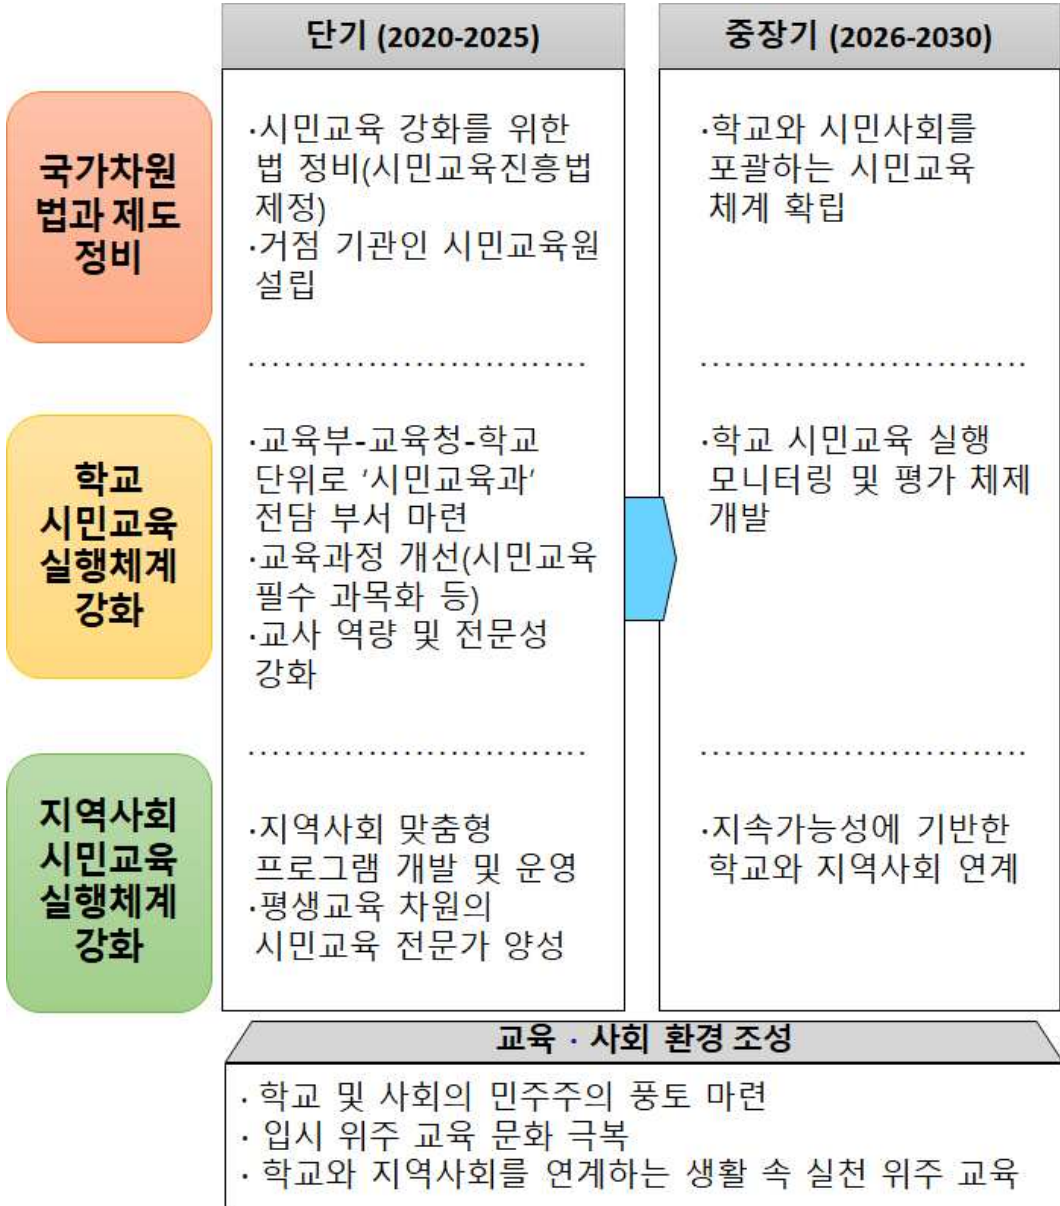 단기 (2020-2025)
중장기 (2026-2030)
국가차원
법과 제도
정비
·시민교육 강화를 위한
법 정비(시민교육진흥법
제정)
·거점 기관인 시민교육원
설립
·학교와 시민사회를
포괄하는 시민교육
체계 확립
학교
시민교육
실행체계
강화
·교육부-교육청-학교
단위로 '시민교육과'
전담 부서 마련
·교육과정 개선(시민교육
필수 과목화 등)
·교사 역량 및 전문성
강화
·학교 시민교육 실행
모니터링 및 평가 체제
개발
지역사회
시민교육
실행체계
강화
·지역사회 맞춤형
프로그램 개발 및 운영
·평생교육 차원의
시민교육 전문가 양성
·지속가능성에 기반한
학교와 지역사회 연계
교육 · 사회 환경 조성
· 학교 및 사회의 민주주의 풍토 마련
· 입시 위주 교육 문화 극복
· 학교와 지역사회를 연계하는 생활 속 실천 위주 교육